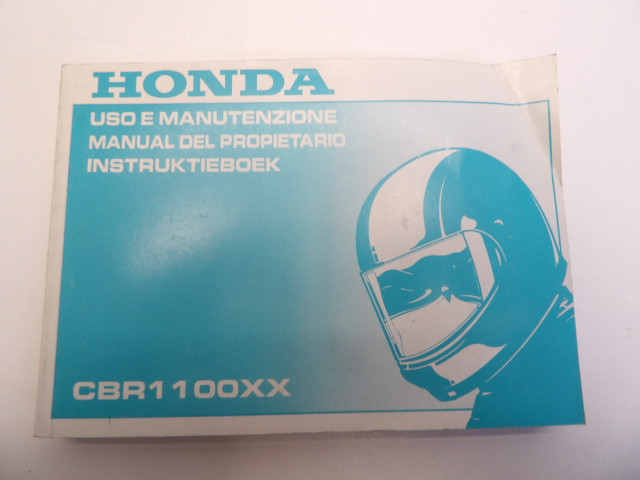 HONDA
USO E MANUTENZIONE
MANUAL DEL PROPIETARIO
INSTRUKTIEBOEK
CBR1100XX